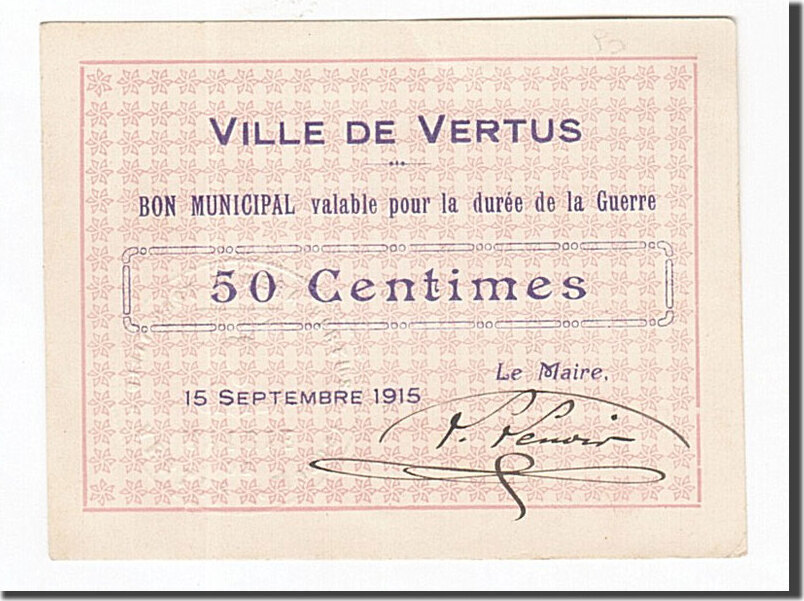 VILLE DE VERTUS
BON MUNICIPAL valable pour la durée de la Guerre
50 Centimes
Le Maire,
15 SEPTEMBRE 1915
Lenoir